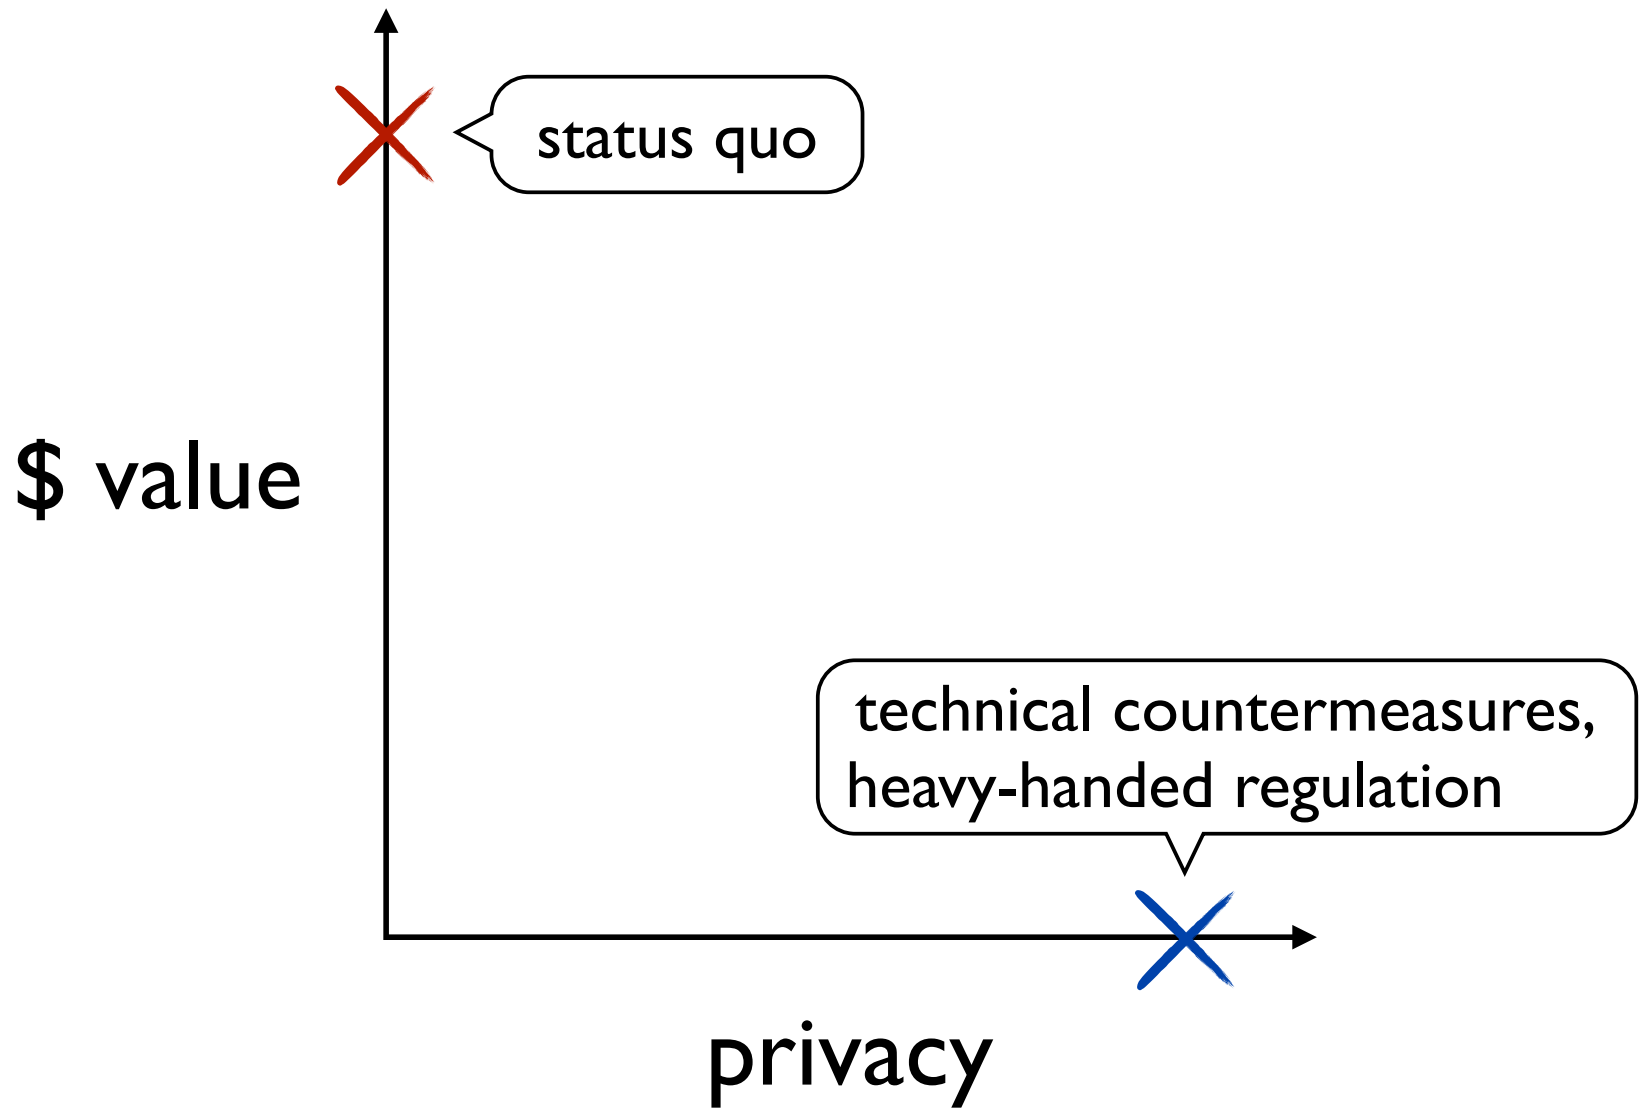 status quo
$ value
technical countermeasures,
heavy-handed regulation
privacy